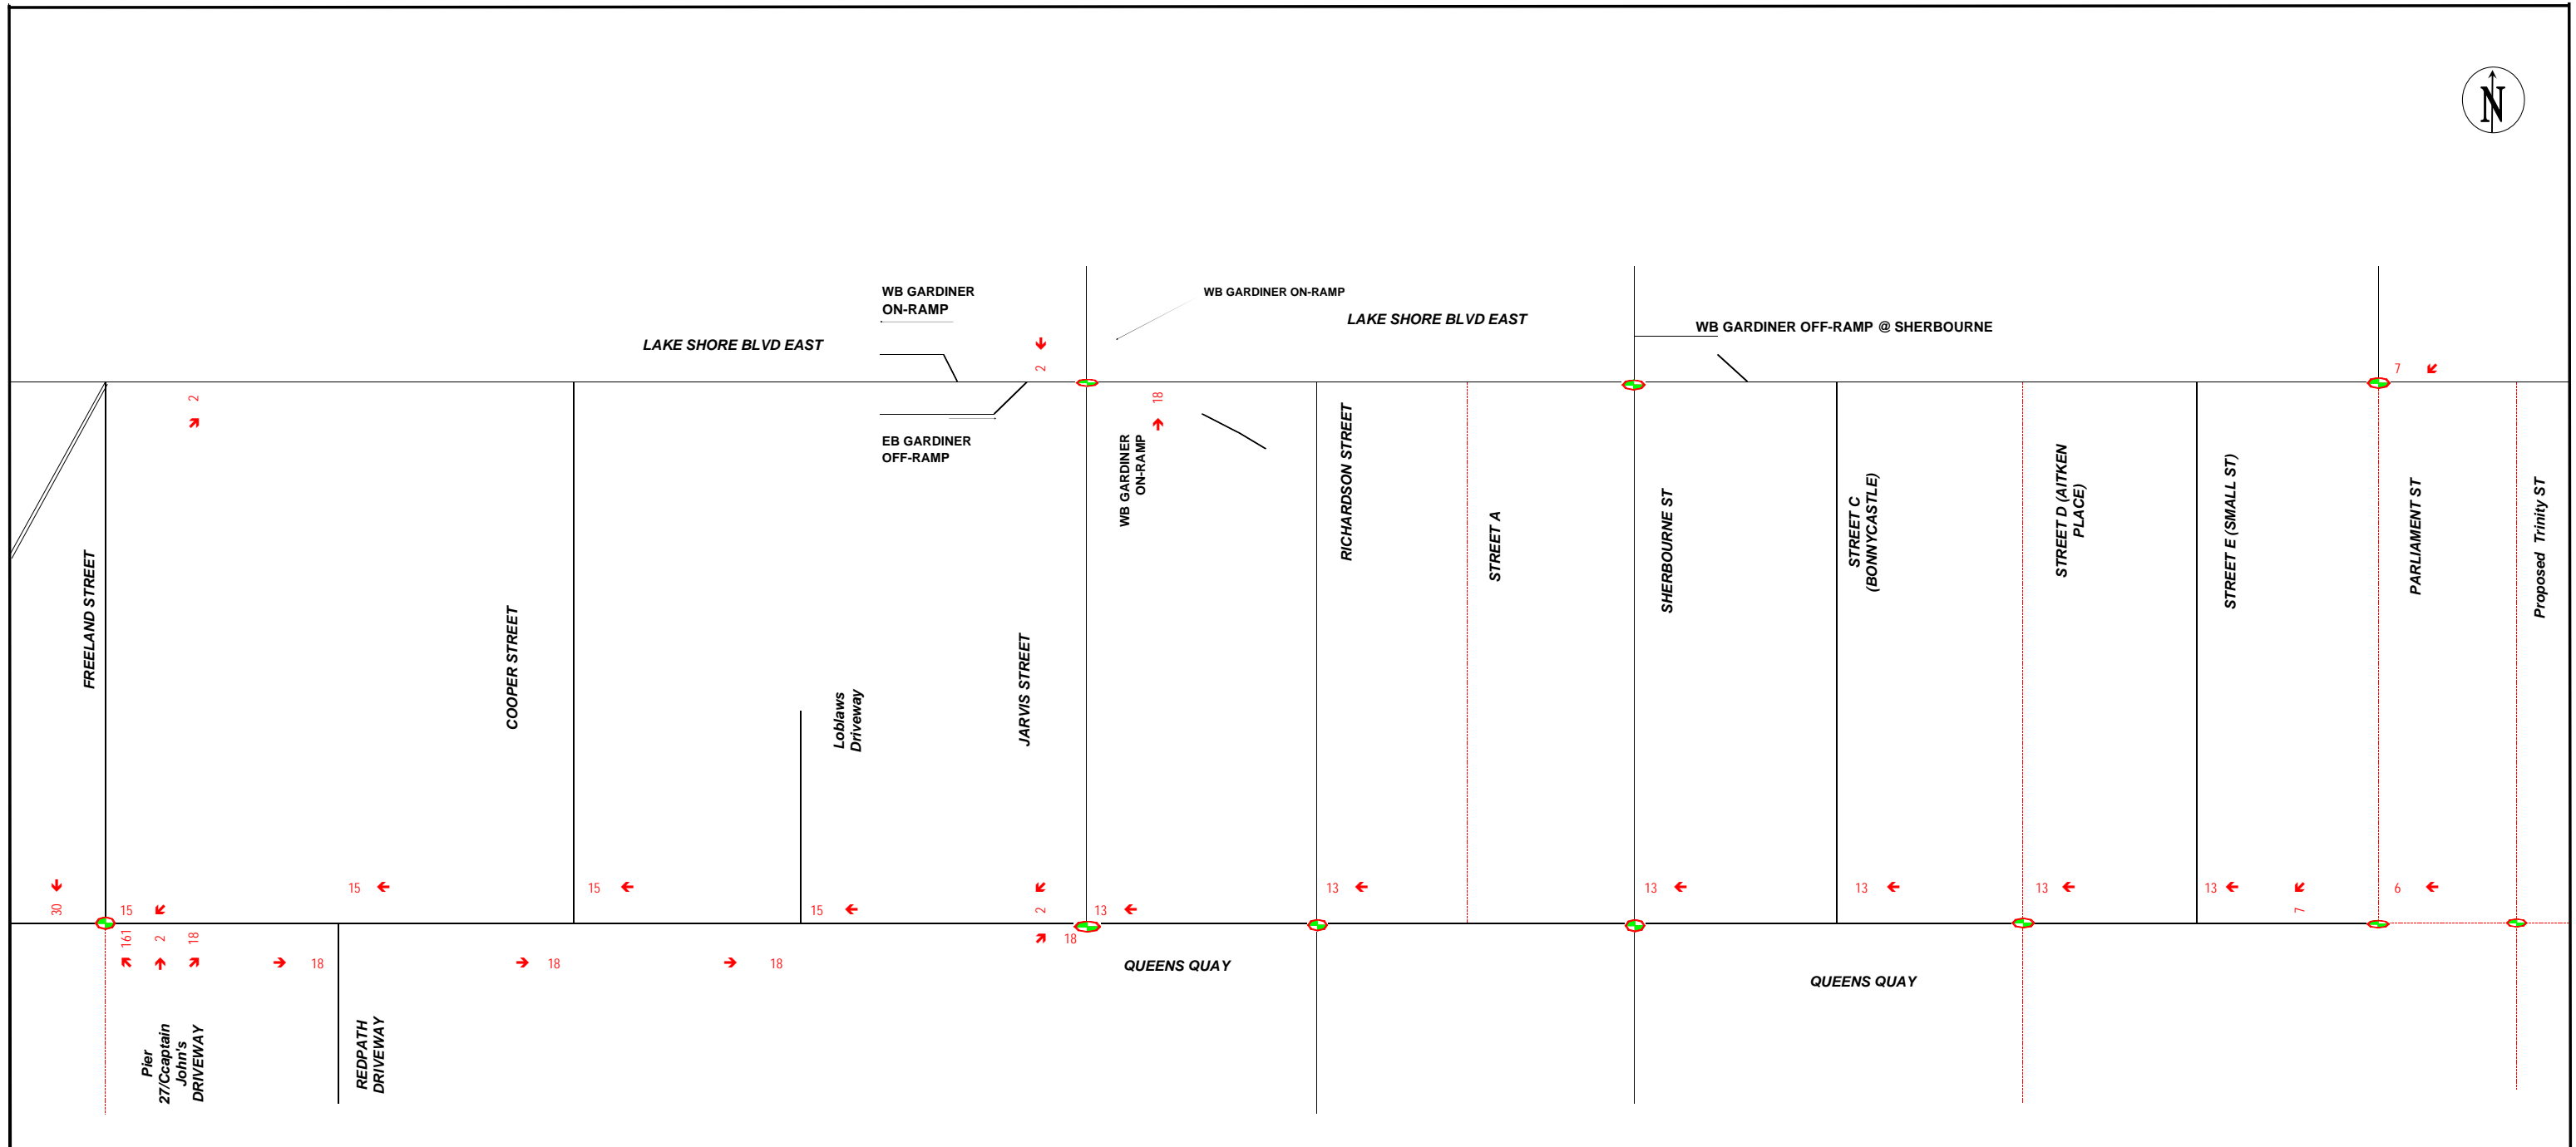 N
WB GARDINER
ON-RAMP
WB GARDINER ON-RAMP
LAKE SHORE BLVD EAST
WB GARDINER OFF-RAMP @ SHERBOURNE
LAKE SHORE BLVD EAST
2
7
2
18
EB GARDINER
OFF-RAMP
WB GARDINER
ON-RAMP
RICHARDSON STREET
STREET A
SHERBOURNE ST
STREET C
(BONNYCASTLE)
STREET D (AITKEN
PLACE)
STREET E (SMALL ST)
PARLIAMENT ST
Proposed Trinity ST
FREELAND STREET
COOPER STREET
Loblaws
Driveway
JARVIS STREET
15
15
13
13
13
13
13
6
30
15
15
2
13
7
161
2
18
18
18
18
18
QUEENS QUAY
QUEENS QUAY
Pier
27/Ccaptain
John's
DRIVEWAY
REDPATH
DRIVEWAY